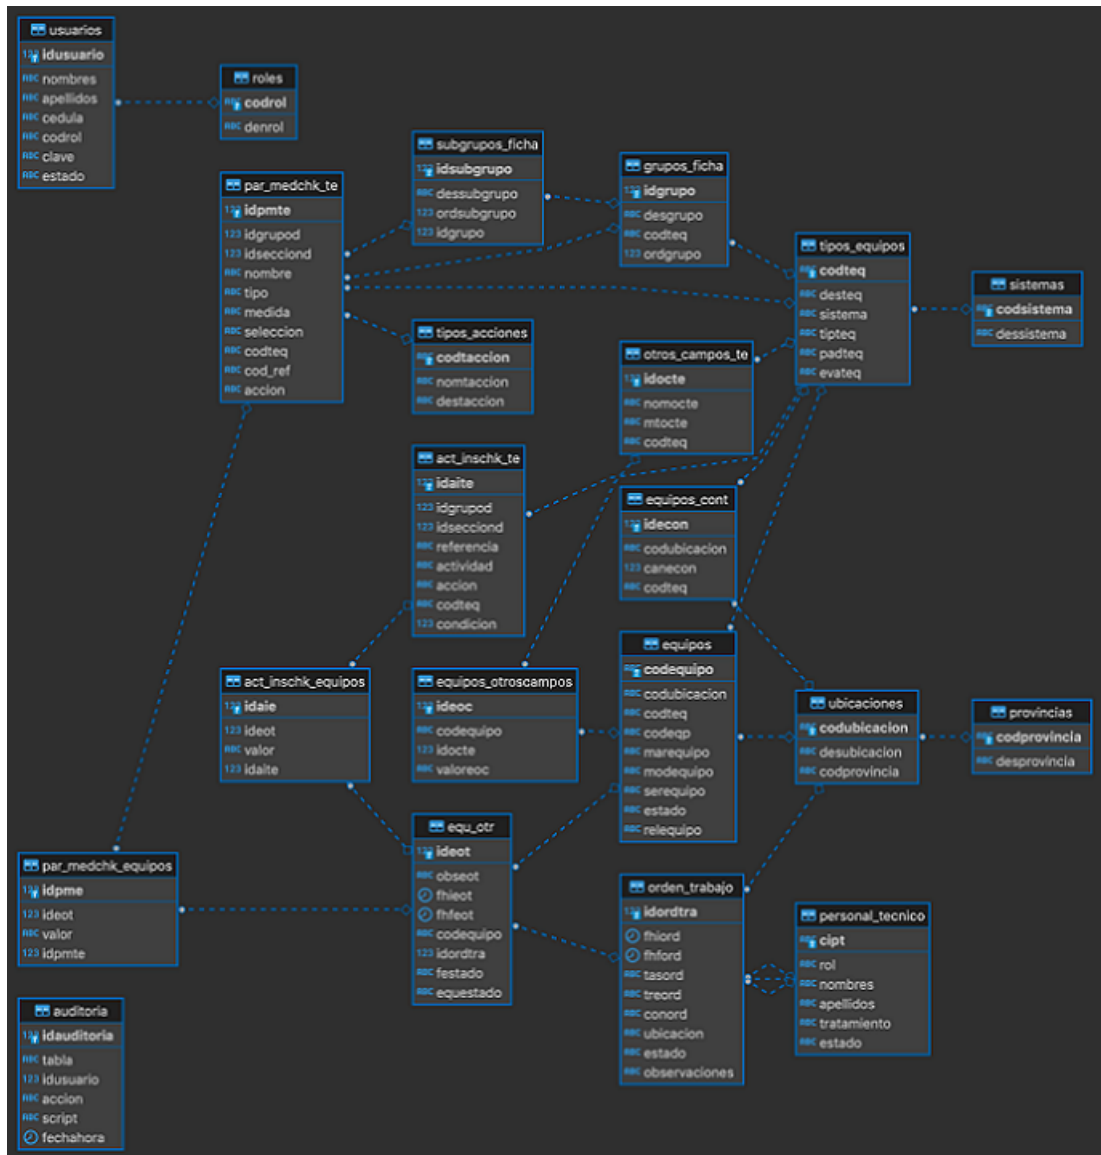 usuarios
idusuario
nombres
apellidos
cedula
codrol
clave
estado
roles
codrol
denrol
par_medchk_te
idpmte
idgrupod
idsecciond
nombre
tipo
medida
seleccion
codteq
cod_ref
accion
subgrupos_ficha
idsubgrupo
dessubgrupo
ordsubgrupo
idgrupo
grupos_ficha
idgrupo
desgrupo
codteq
ordgrupo
tipos_equipos
codteq
desteq
sistema
tipteq
padteq
evateq
sistemas
codsistema
dessistema
tipos_acciones
codtaccion
nomtaccion
destaccion
otros_campos_te
idocte
nomocte
mtocte
codteq
act_inschk_te
idaite
idgrupod
idsecciond
referencia
actividad
accion
codteq
condicion
equipos_cont
idecon
codubicacion
canecon
codteq
equipos
codequipo
codubicacion
codteq
codeqp
marequipo
modequipo
serequipo
estado
relequipo
act_inschk_equipos
idaie
ideot
valor
idaite
equipos_otroscampos
ideoc
codequipo
idocte
valoreoc
ubicaciones
codubicacion
desubicacion
codprovincia
provincias
codprovincia
desprovincia
equ_otr
ideot
obseot
fhieot
fhfeot
codequipo
idordtra
festado
equestado
par_medchk_equipos
idpme
ideot
valor
idpmte
orden_trabajo
idordtra
fhiord
fhford
tasord
treord
conord
ubicacion
estado
observaciones
personal_tecnico
cipt
rol
nombres
apellidos
tratamiento
estado
auditoria
idauditoria
tabla
idusuario
accion
script
fechahora